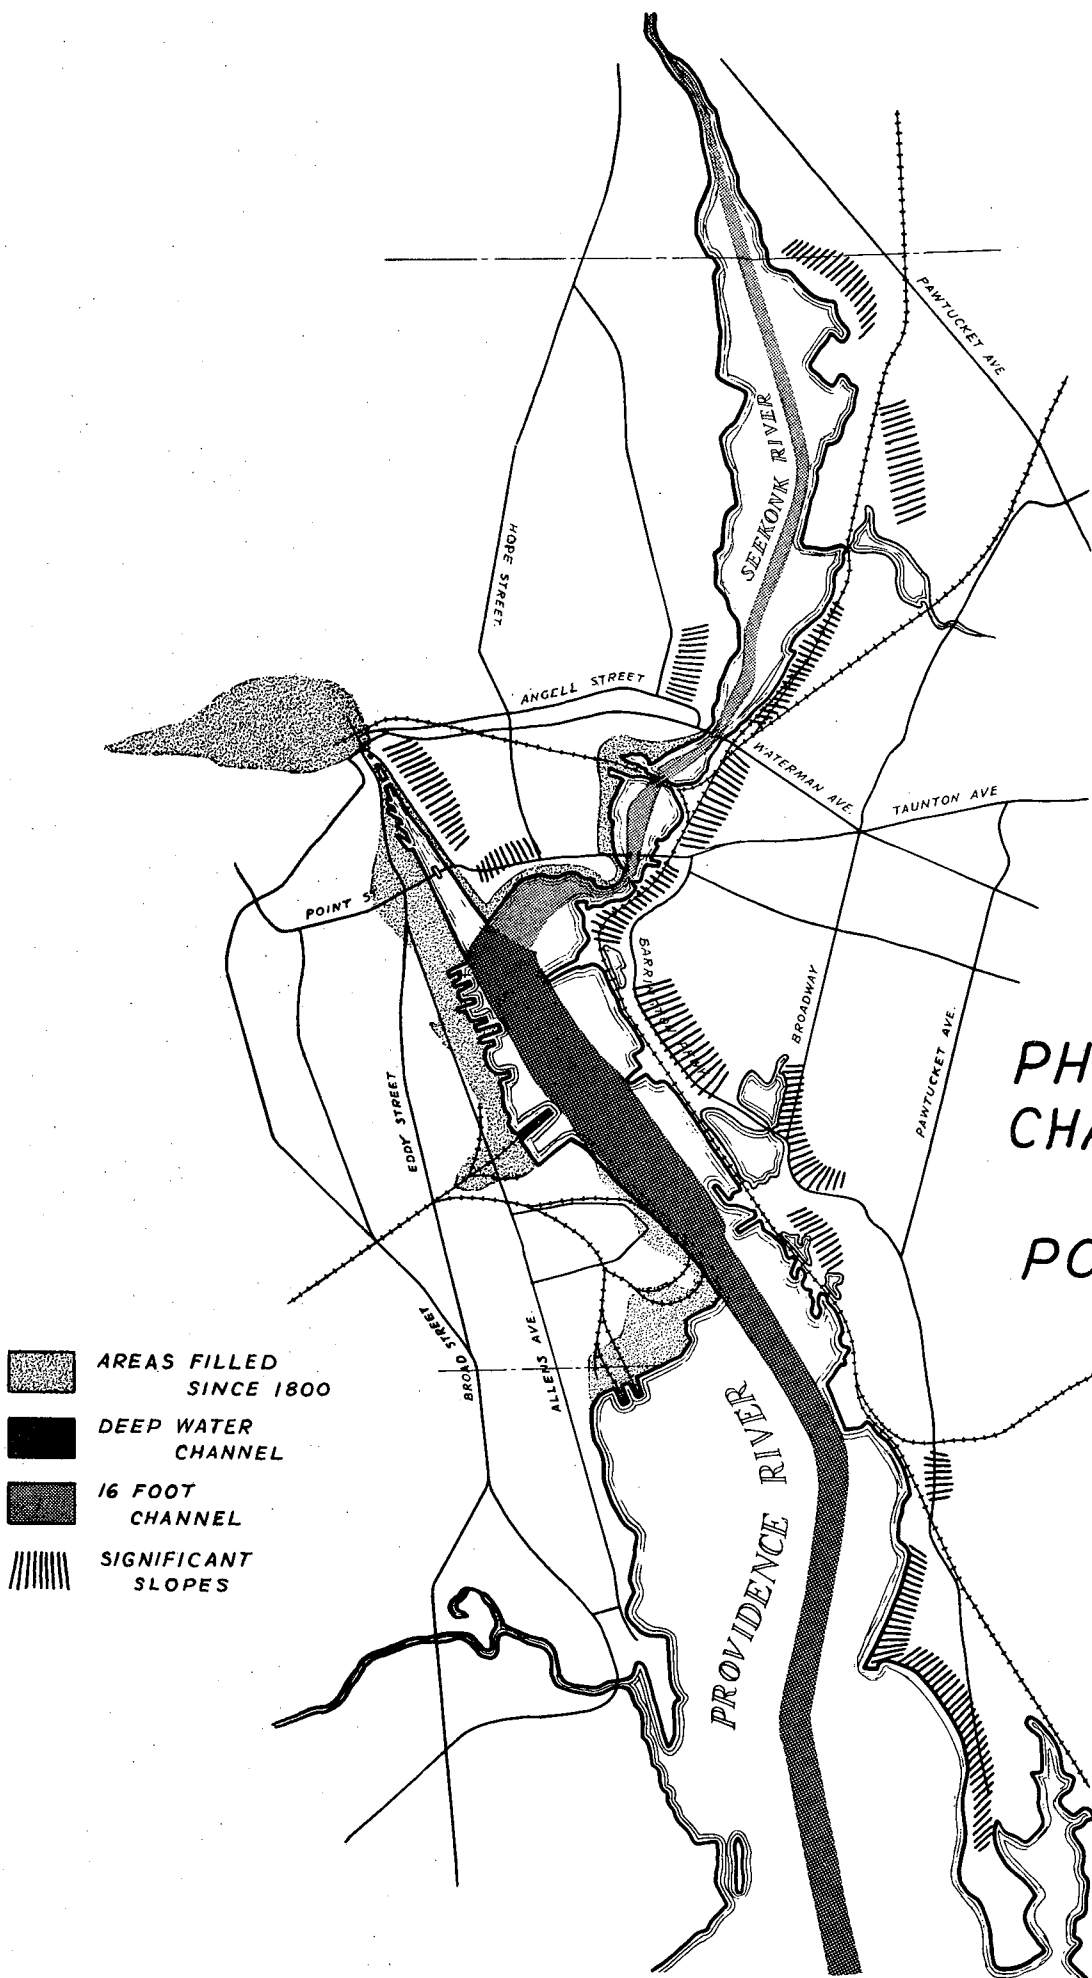 PAWTUCKET AVE
SEEKONK RIVER
HOPE STREET.
ANGELL STREET
WATERMAN AVE.
TAUNTON AVE
POINT
BROADWAY
PAWTUCKET AVE.
PH
CHA
PO
EDDY STREET
BROAD STREET
ALLENS AVE.
PROVIDENCE RIVER
AREAS FILLED
SINCE 1800
DEEP WATER
CHANNEL
16 FOOT
CHANNEL
SIGNIFICANT
SLOPES